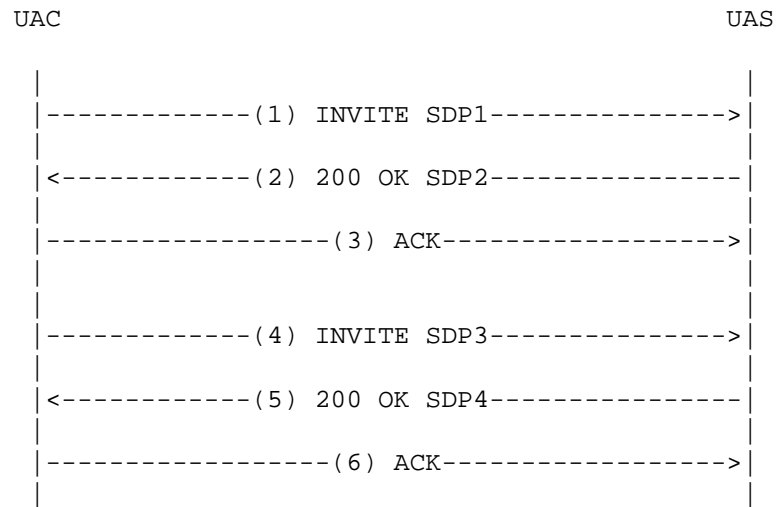 UAC UAS
(1) INVITE SDP1
(2) 200 OK SDP2
(3) ACK
(4) INVITE SDP3
(5) 200 OK SDP4
(6) ACK